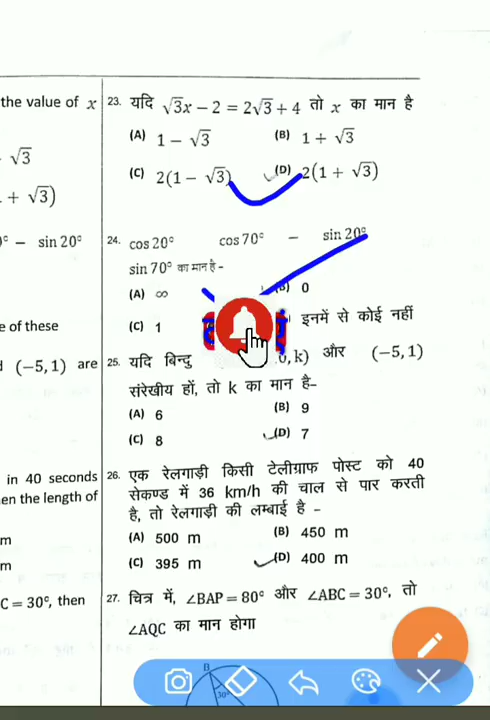 the value of x
√3
+ √3)
° − sin 20°
e of these
(−5, 1) are
in 40 seconds
en the length of
m
m
C = 30°, then
23. यदि √3x − 2 = 2√3 + 4 तो x का मान है
(A) 1 − √3 (B) 1 + √3
(C) 2(1 − √3) (D) 2(1 + √3)
24. cos 20° cos 70° − sin 20°
sin 70° का मान है -
(A) ∞ (B) 0
(C) 1 इनमें से कोई नहीं
25. यदि बिन्दु , k) और (−5, 1)
संरेखीय हों, तो k का मान है-
(A) 6 (B) 9
(C) 8 (D) 7
26. एक रेलगाड़ी किसी टेलीग्राफ पोस्ट को 40
सेकण्ड में 36 km/h की चाल से पार करती
है, तो रेलगाड़ी की लम्बाई है -
(A) 500 m (B) 450 m
(C) 395 m (D) 400 m
27. चित्र में, ∠BAP = 80° और ∠ABC = 30°, तो
∠AQC का मान होगा
B
30°